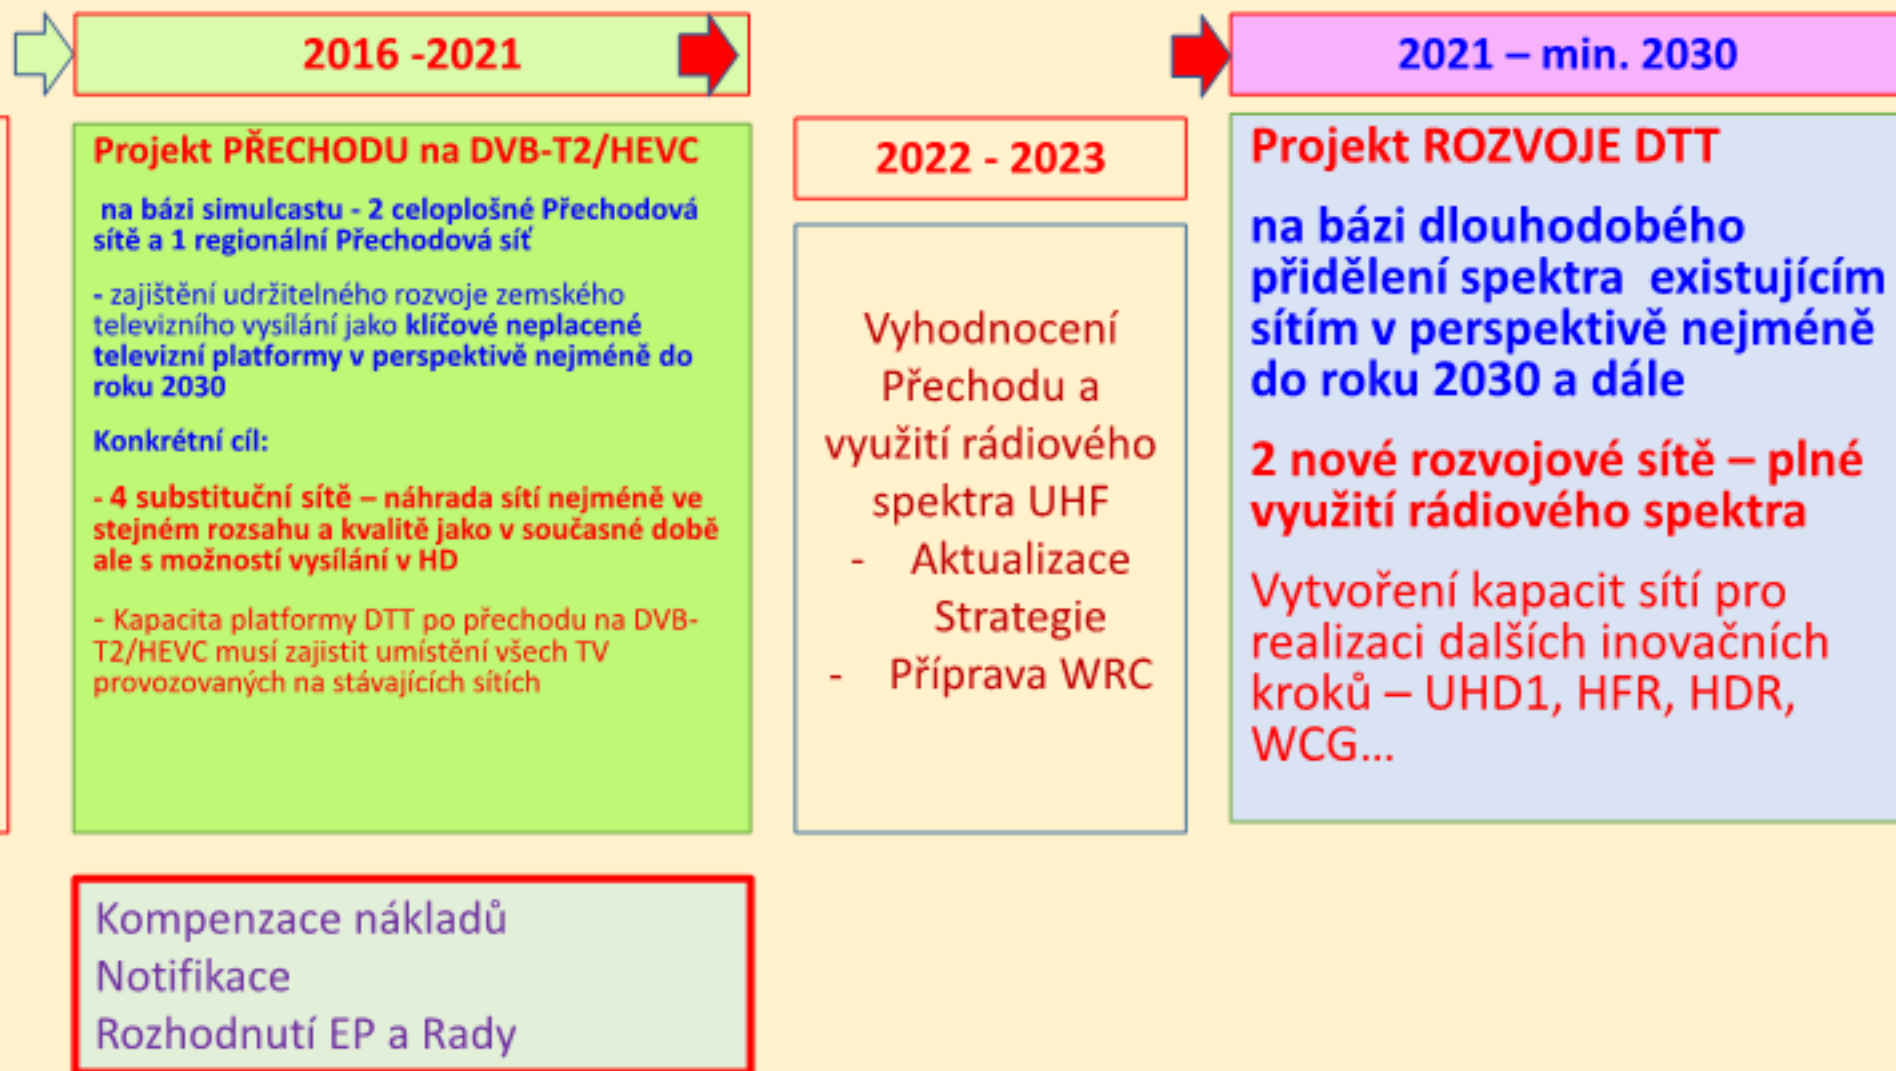 2016 -2021
Projekt PŘECHODU na DVB-T2/HEVC
na bázi simulcastu - 2 celoplošné Přechodová
sítě a 1 regionální Přechodová síť
- zajištění udržitelného rozvoje zemského
televizního vysílání jako klíčové neplacené
televizní platformy v perspektivě nejméně do
roku 2030
Konkrétní cíl:
- 4 substituční sítě – náhrada sítí nejméně ve
stejném rozsahu a kvalitě jako v současné době
ale s možností vysílání v HD
- Kapacita platformy DTT po přechodu na DVB-
T2/HEVC musí zajistit umístění všech TV
provozovaných na stávajících sítích
Kompenzace nákladů
Notifikace
Rozhodnutí EP a Rady
2022 - 2023
Vyhodnocení
Přechodu a
využití rádiového
spektra UHF
- Aktualizace
Strategie
- Příprava WRC
2021 – min. 2030
Projekt ROZVOJE DTT
na bázi dlouhodobého
přidělení spektra existujícím
sítím v perspektivě nejméně
do roku 2030 a dále
2 nové rozvojové sítě – plné
využití rádiového spektra
Vytvoření kapacit sítí pro
realizaci dalších inovačních
kroků – UHD1, HFR, HDR,
WCG...